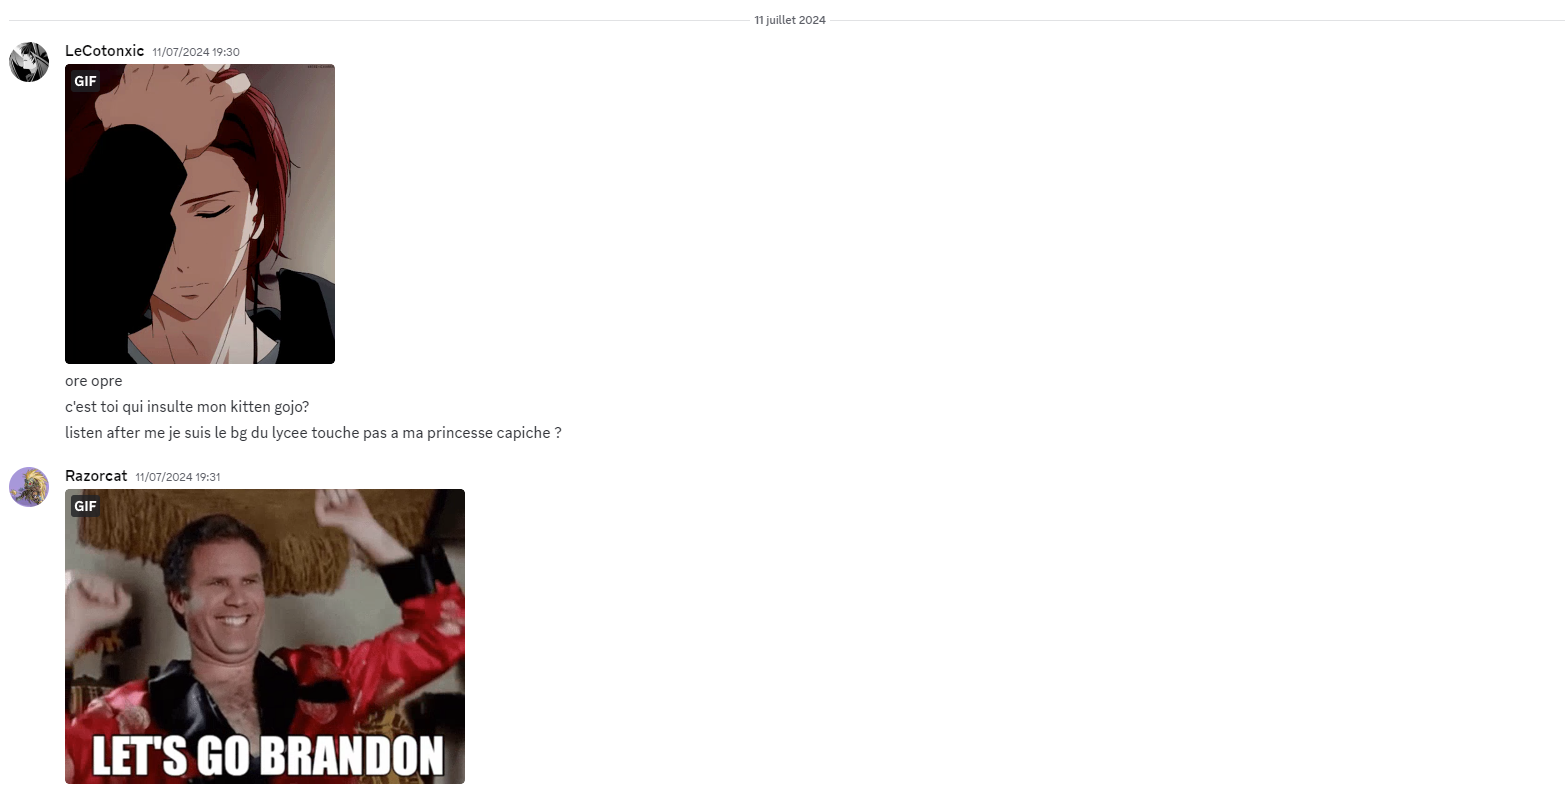 11 juillet 2024
LeCotonxic 11/07/2024 19:30
GIF
ore opre
c'est toi qui insulte mon kitten gojo?
listen after me je suis le bg du lycee touche pas a ma princesse capiche ?
Razorcat 11/07/2024 19:31
GIF
LET'S GO BRANDON